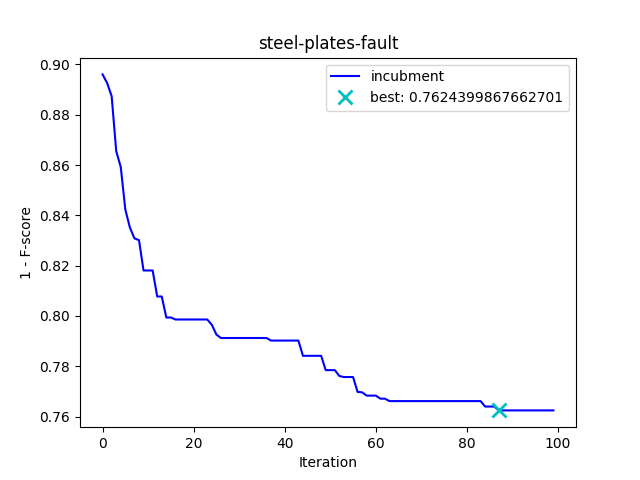 steel-plates-fault
incubment
best: 0.7624399867662701
0.90
0.88
0.86
0.84
0.82
0.80
0.78
0.76
1 - F-score
0 20 40 60 80 100
Iteration